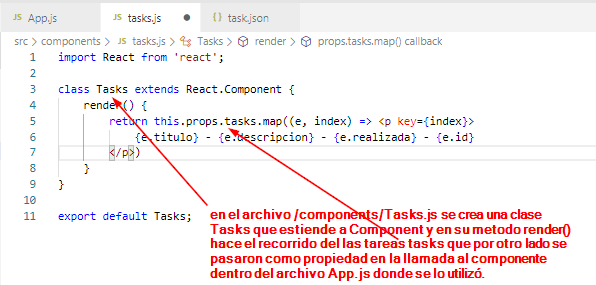 JS App.js JS tasks.js ● JS task.json
src > components > JS tasks.js > Tasks > render > props.tasks.map() callback
1 import React from 'react';
2
3 class Tasks extends React.Component {
4 render() {
5 return this.props.tasks.map((e, index) => <p key={index}>
6 {e.titulo} - {e.descripcion} - {e.realizada} - {e.id}
7 </p>)
8 }
9 }
10
11 export default Tasks;
en el archivo /components/Tasks.js se crea una clase
Tasks que estiende a Component y en su metodo render()
hace el recorrido del las tareas tasks que por otro lado se
pasaron como propiedad en la llamada al componente
dentro del archivo App.js donde se lo utilizó.